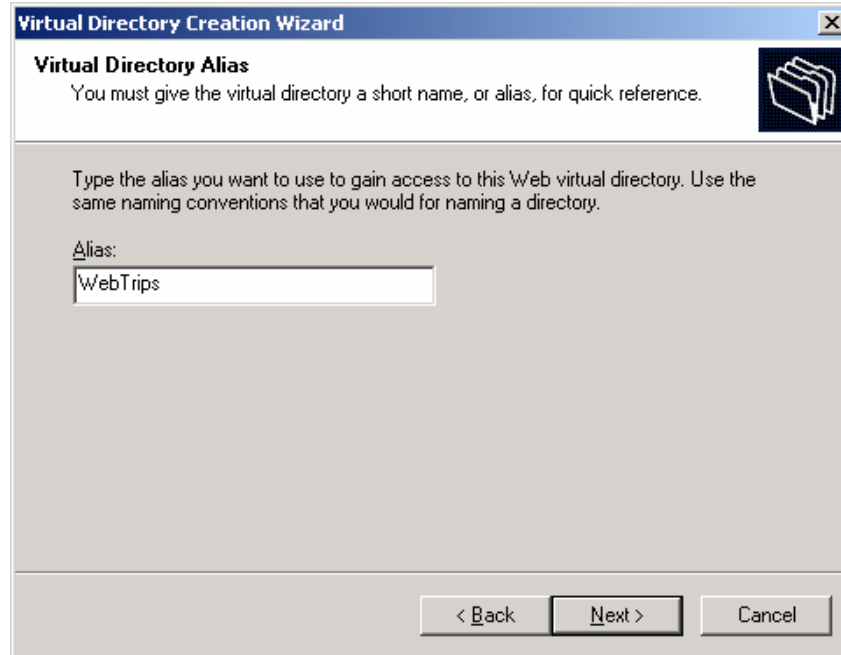 Virtual Directory Creation Wizard
Virtual Directory Alias
You must give the virtual directory a short name, or alias, for quick reference.
Type the alias you want to use to gain access to this Web virtual directory. Use the
same naming conventions that you would for naming a directory.
Alias:
WebTrips
< Back Next > Cancel